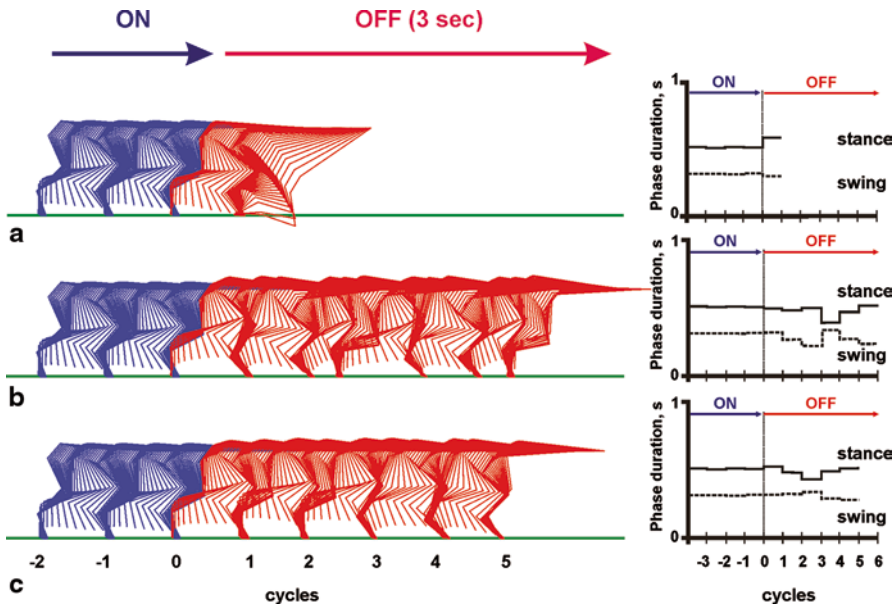 ON OFF (3 sec)
a
b
-2 -1 0 1 2 3 4 5
c cycles
1 ON OFF
Phase duration, s
stance
swing
0
1 ON OFF
Phase duration, s
stance
swing
0
1 ON OFF
Phase duration, s
stance
swing
0
-3 -2 -1 0 1 2 3 4 5 6
cycles